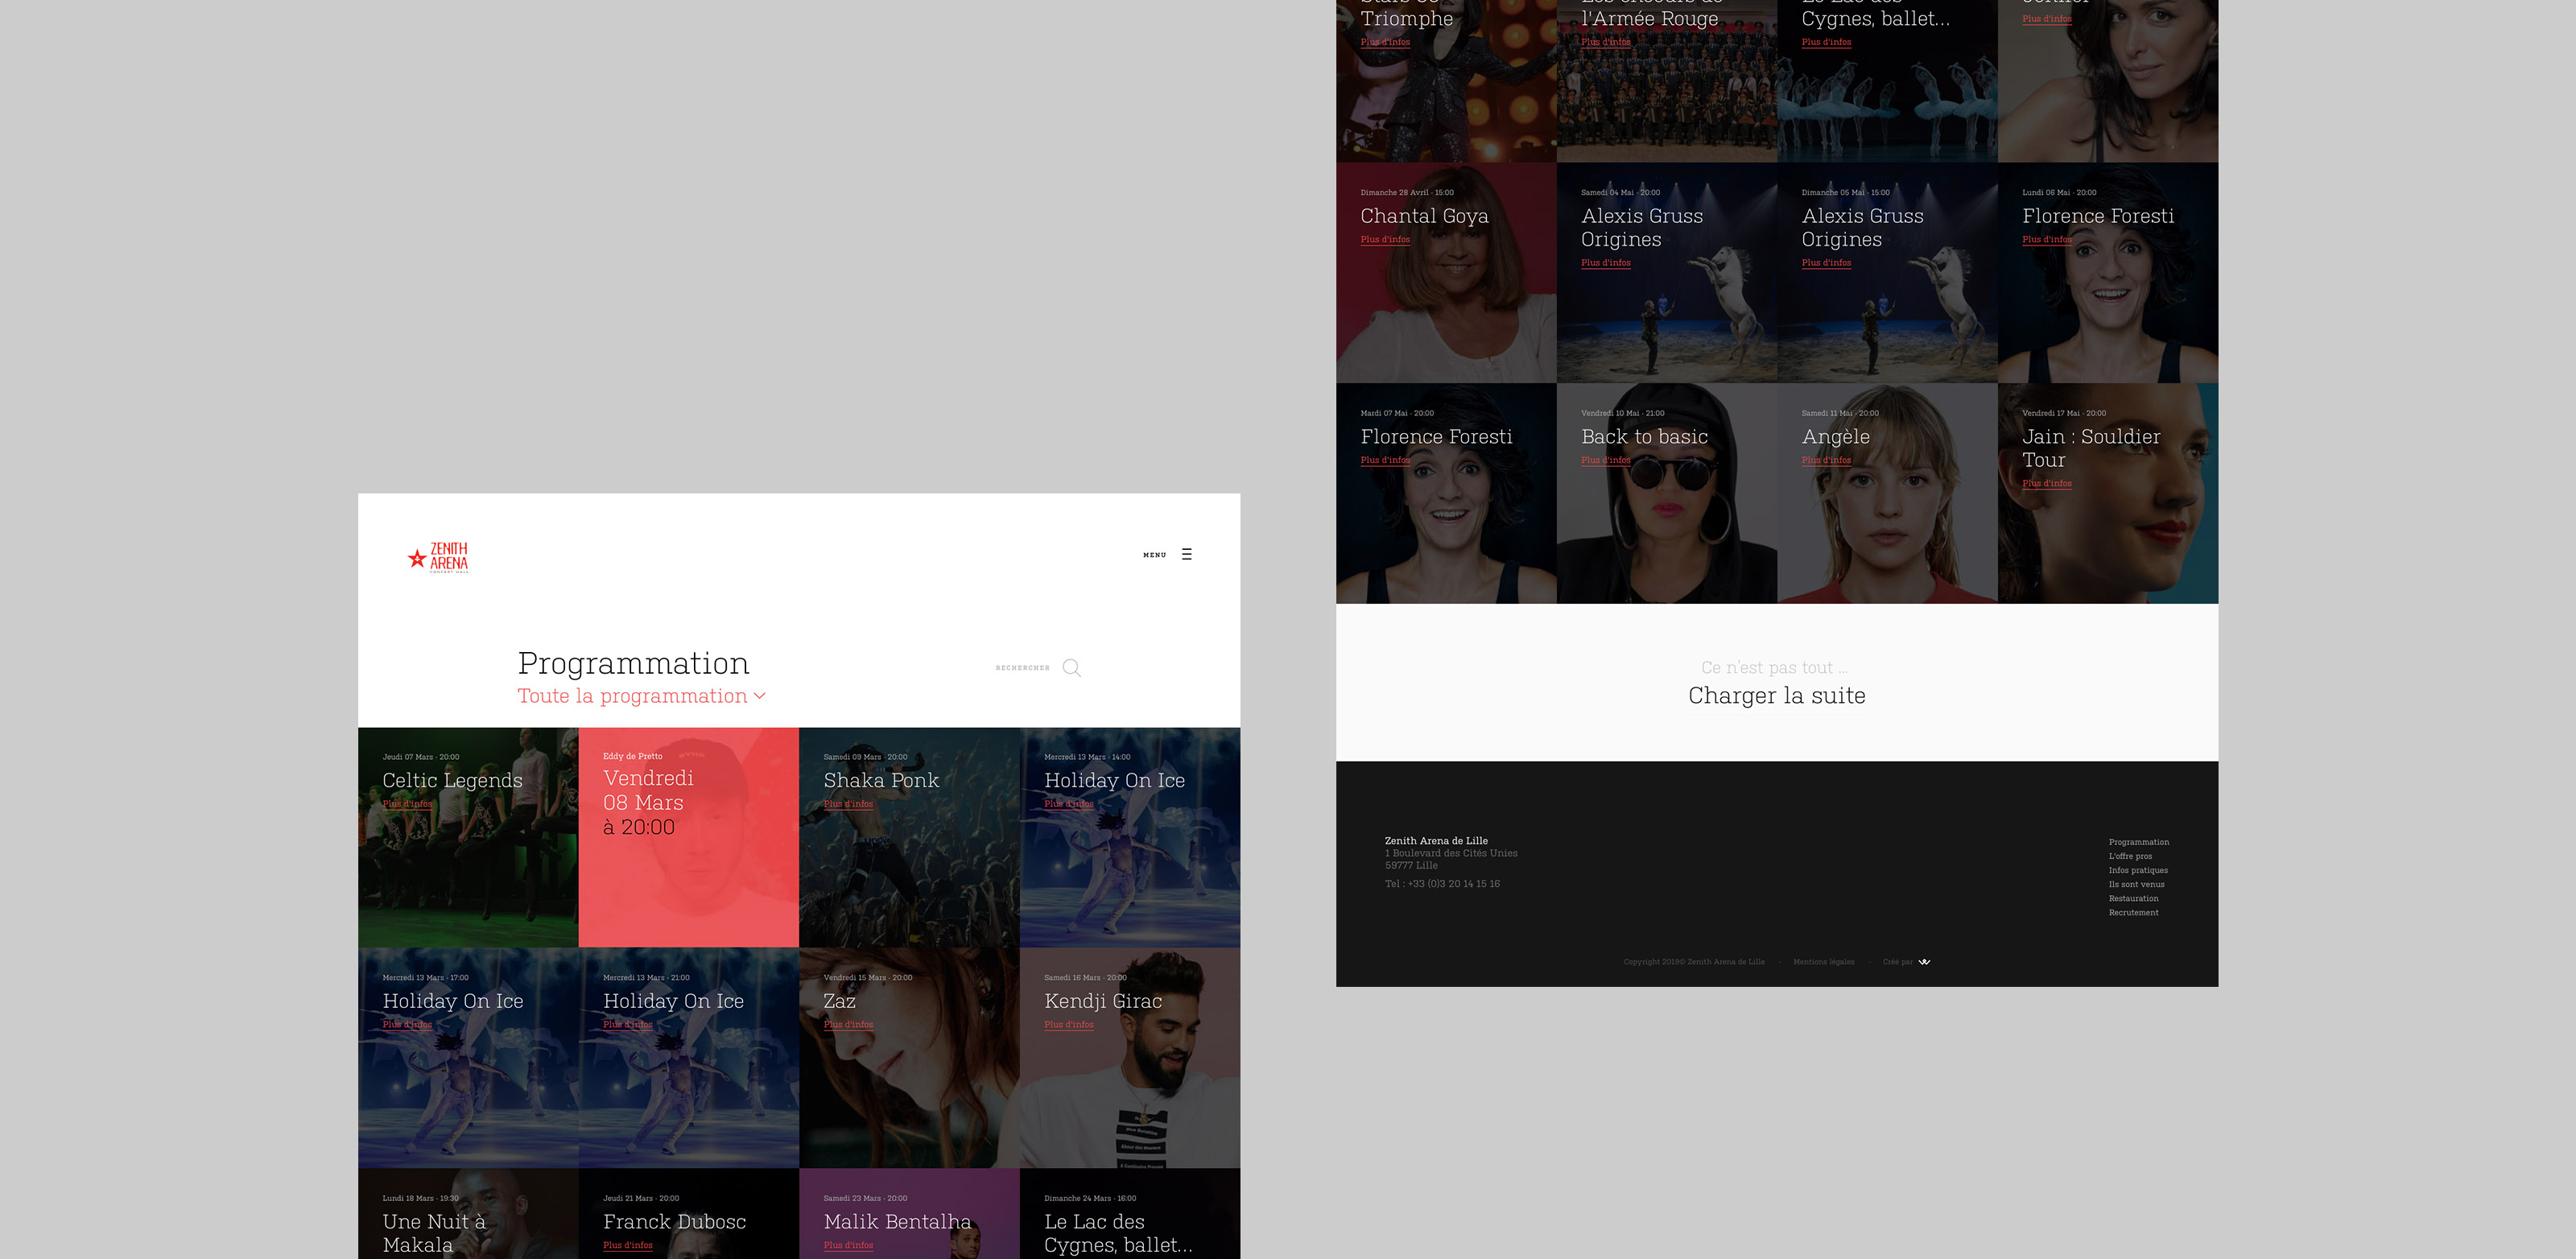 ZENITH
ARENA
CONCERT HALL
MENU
Programmation
Toute la programmation
RECHERCHER
Jeudi 07 Mars - 20:00
Celtic Legends
Plus d'infos
Eddy de Pretto
Vendredi
08 Mars
à 20:00
Samedi 09 Mars - 20:00
Shaka Ponk
Plus d'infos
Mercredi 13 Mars - 14:00
Holiday On Ice
Plus d'infos
Mercredi 13 Mars - 17:00
Holiday On Ice
Plus d'infos
Mercredi 13 Mars - 21:00
Holiday On Ice
Plus d'infos
Vendredi 15 Mars - 20:00
Zaz
Plus d'infos
Samedi 16 Mars - 20:00
Kendji Girac
Plus d'infos
Lundi 18 Mars - 19:30
Une Nuit à
Makala
Jeudi 21 Mars - 20:00
Franck Dubosc
Plus d'infos
Samedi 23 Mars - 20:00
Malik Bentalha
Plus d'infos
Dimanche 24 Mars - 16:00
Le Lac des
Cygnes, ballet...
Triomphe
Plus d'infos
l'Armée Rouge
Plus d'infos
Le Lac des
Cygnes, ballet...
Plus d'infos
Plus d'infos
Dimanche 28 Avril - 15:00
Chantal Goya
Plus d'infos
Samedi 04 Mai - 20:00
Alexis Gruss
Origines
Plus d'infos
Dimanche 05 Mai - 15:00
Alexis Gruss
Origines
Plus d'infos
Lundi 06 Mai - 20:00
Florence Foresti
Plus d'infos
Mardi 07 Mai - 20:00
Florence Foresti
Plus d'infos
Vendredi 10 Mai - 21:00
Back to basic
Plus d'infos
Samedi 11 Mai - 20:00
Angèle
Plus d'infos
Vendredi 17 Mai - 20:00
Jain : Souldier
Tour
Plus d'infos
Ce n'est pas tout ...
Charger la suite
Zenith Arena de Lille
1 Boulevard des Cités Unies
59777 Lille
Tel : +33 (0)3 20 14 15 16
Programmation
L'offre pros
Infos pratiques
Ils sont venus
Restauration
Recrutement
Copyright 2019© Zenith Arena de Lille - Mentions légales - Créé par